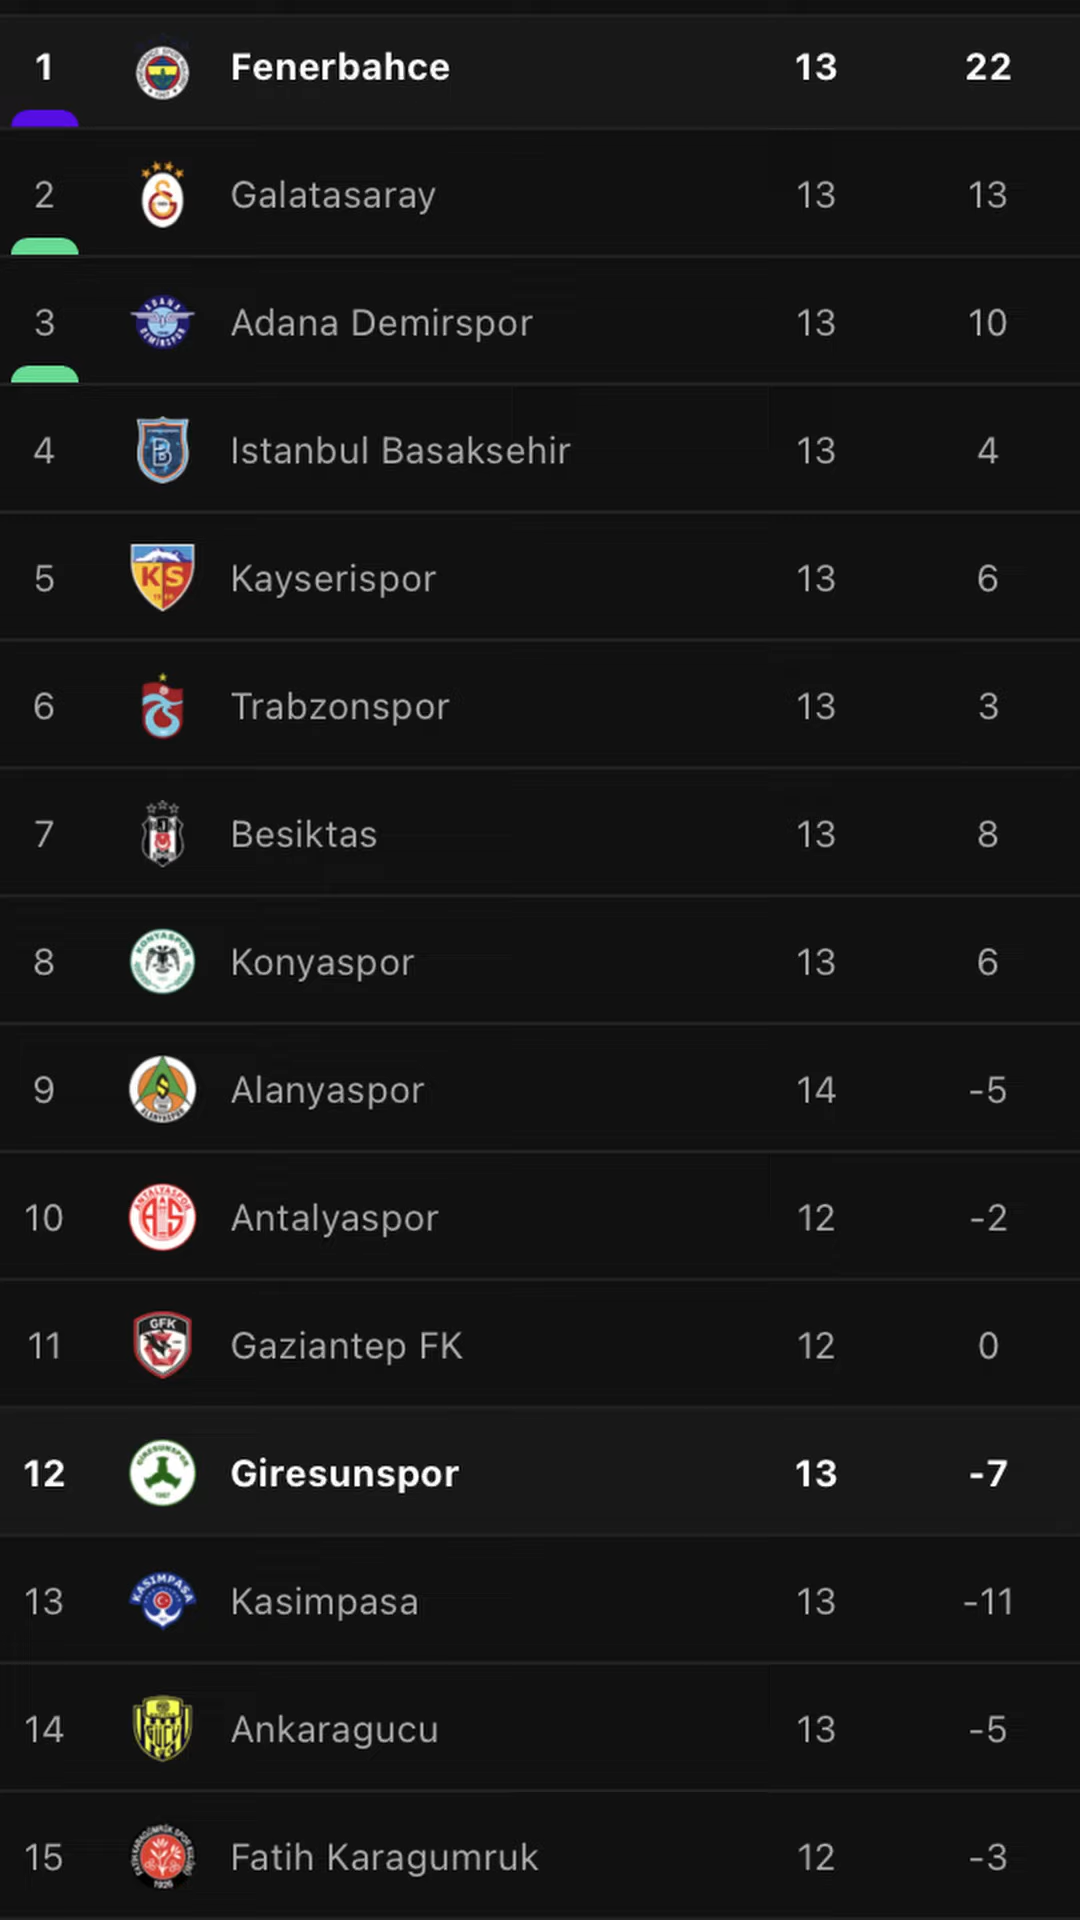 1 Fenerbahce 13 22
2 Galatasaray 13 13
3 Adana Demirspor 13 10
4 Istanbul Basaksehir 13 4
5 Kayserispor 13 6
6 Trabzonspor 13 3
7 Besiktas 13 8
8 Konyaspor 13 6
9 Alanyaspor 14 -5
10 Antalyaspor 12 -2
11 Gaziantep FK 12 0
12 Giresunspor 13 -7
13 Kasimpasa 13 -11
14 Ankaragucu 13 -5
15 Fatih Karagumruk 12 -3